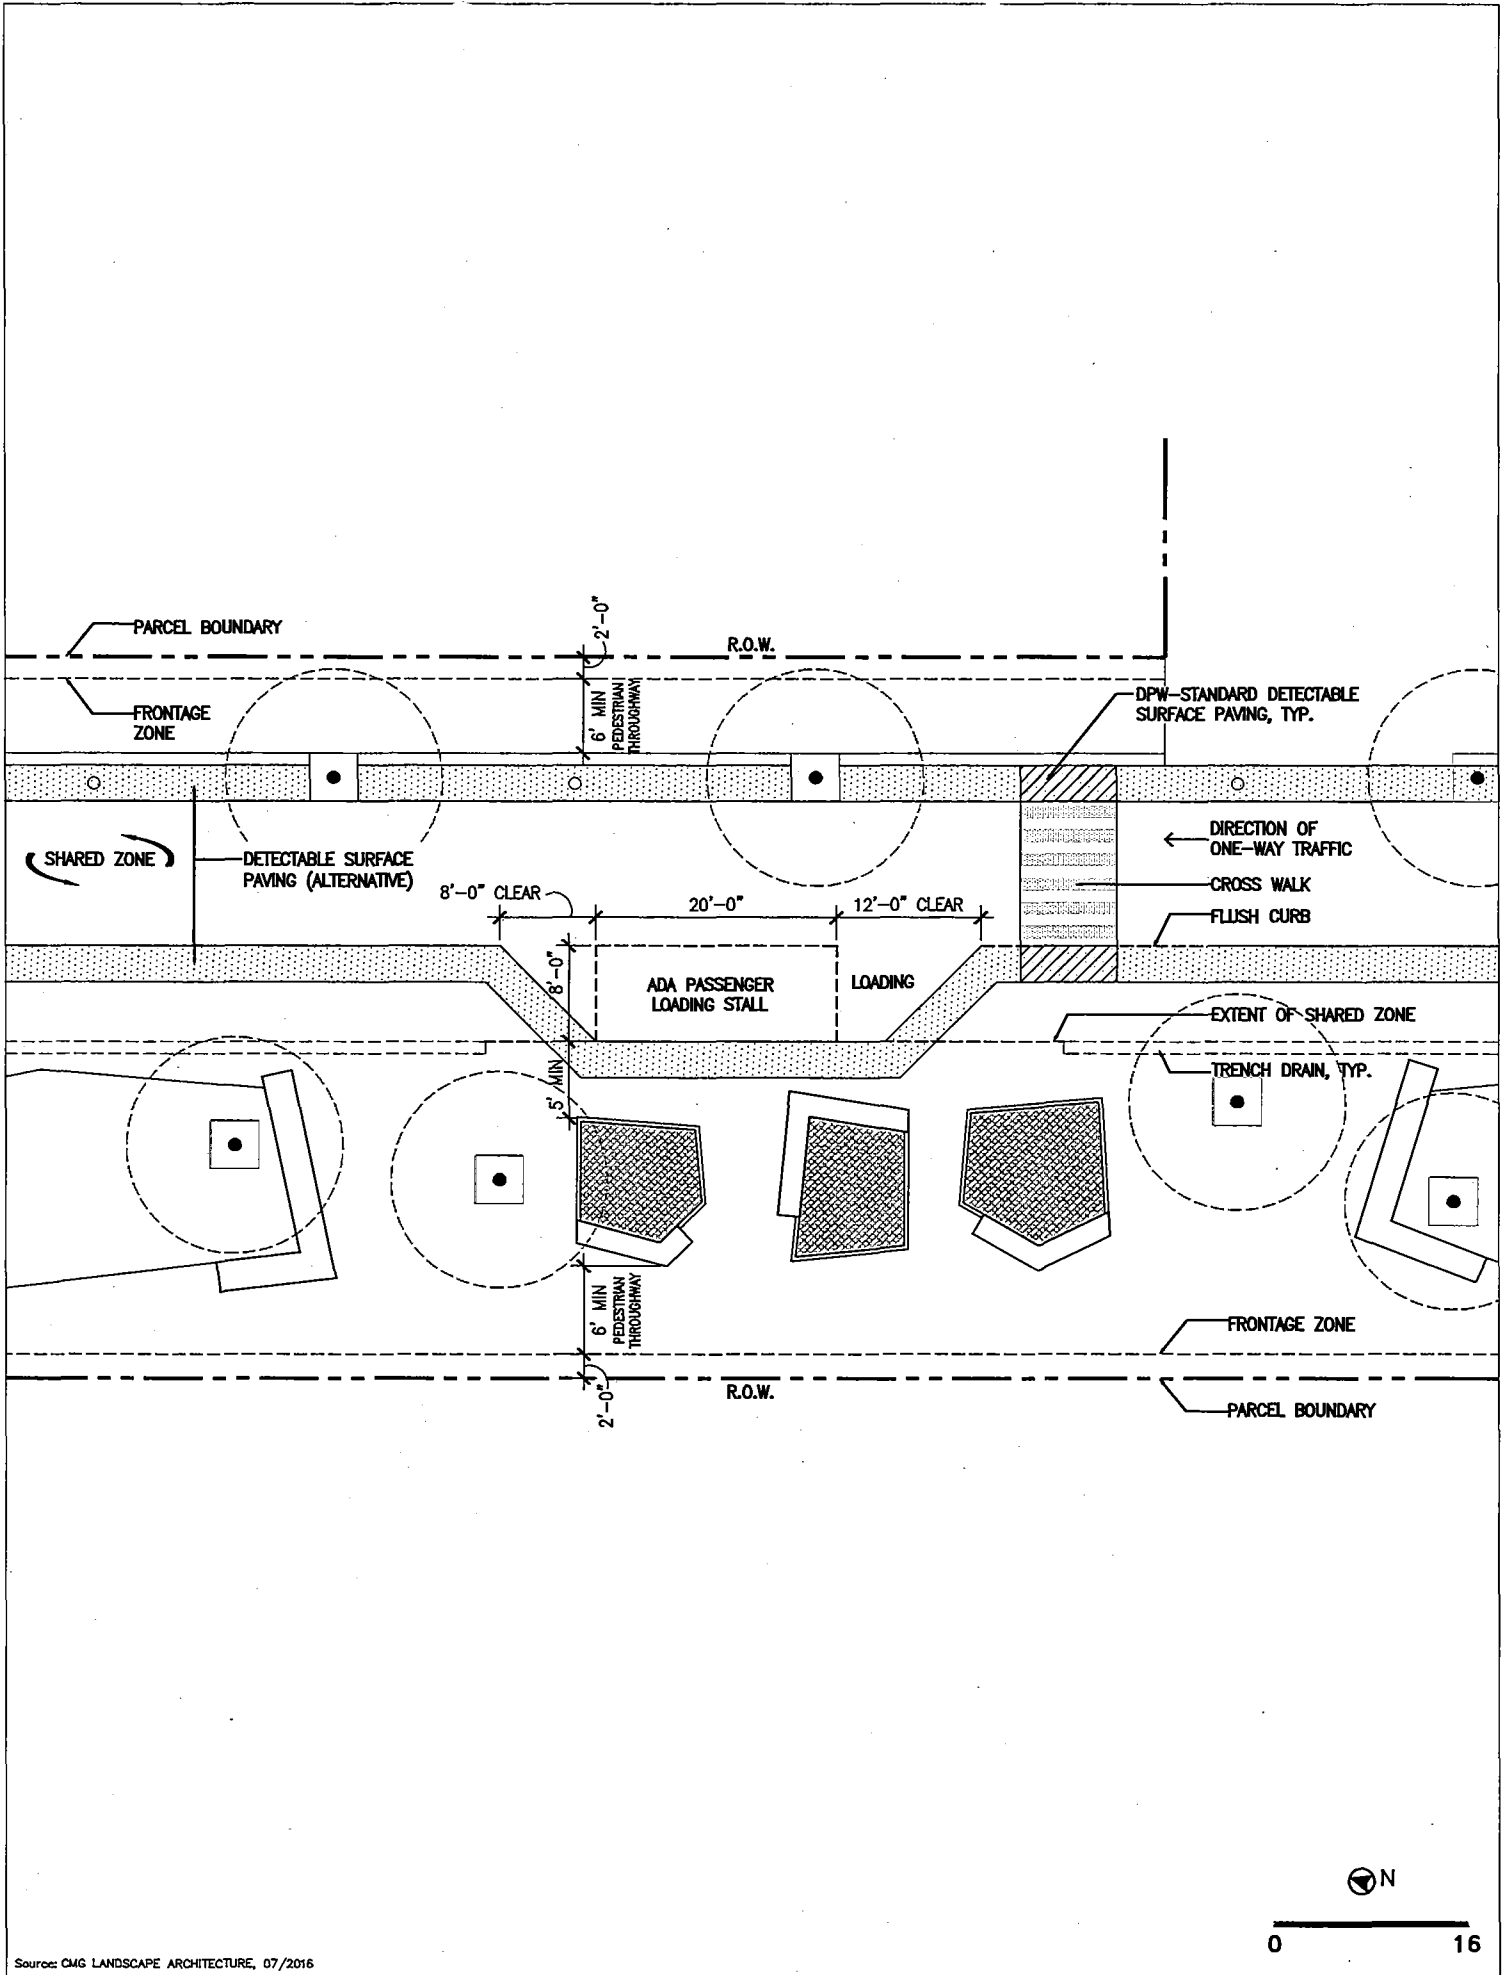 2'-0"
PARCEL BOUNDARY
R.O.W.
6' MIN
PEDESTRIAN
THROUGHWAY
DPW-STANDARD DETECTABLE
SURFACE PAVING, TYP.
FRONTAGE
ZONE
DIRECTION OF
ONE-WAY TRAFFIC
SHARED ZONE
DETECTABLE SURFACE
PAVING (ALTERNATIVE)
CROSS WALK
8'-0" CLEAR
20'-0"
12'-0" CLEAR
FLUSH CURB
8'-0"
ADA PASSENGER
LOADING STALL
LOADING
EXTENT OF SHARED ZONE
TRENCH DRAIN, TYP.
5' MIN
6' MIN
PEDESTRIAN
THROUGHWAY
FRONTAGE ZONE
2'-0"
R.O.W.
PARCEL BOUNDARY
N
0 16
Source: CMG LANDSCAPE ARCHITECTURE, 07/2016